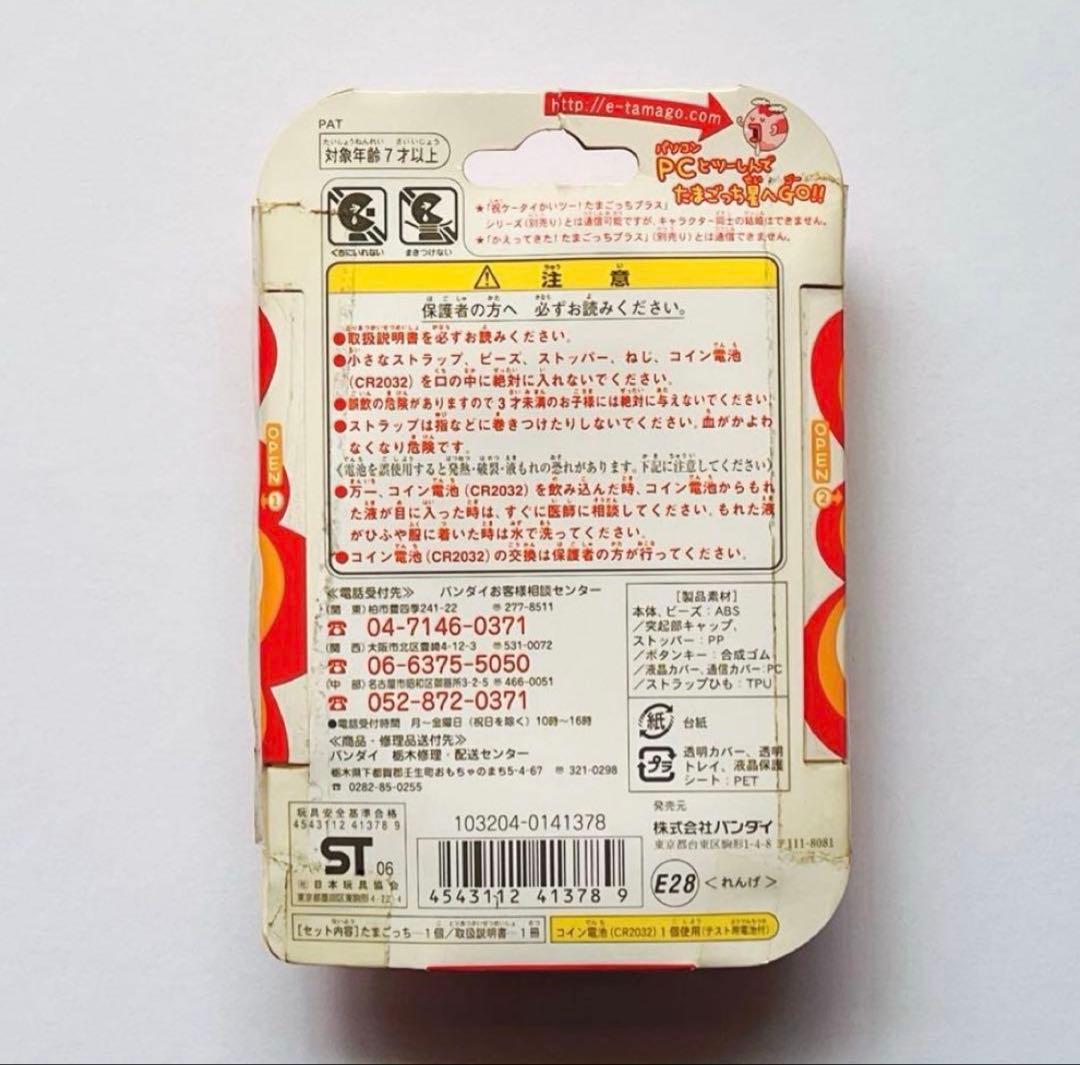 PAT
たいしょうねんれい さいいじょう
対象年齢7才以上
http://e-tamago.com
パソコン
PCとツーしんで
たまごっち星へGO!!
くちにいれない
まきつけない
★「祝ケータイかいツー!たまごっちプラス」
シリーズ(別売り)とは通信可能ですが、キャラクター同士の結婚はできません。
★「かえってきた!たまごっちプラス」(別売り)とは通信できません。
注意
保護者の方へ 必ずお読みください。
●取扱説明書を必ずお読みください。
●小さなストラップ、ビーズ、ストッパー、ねじ、コイン電池
(CR2032)を口の中に絶対に入れないでください。
●誤飲の危険がありますので3才未満のお子様には絶対に与えないでください
●ストラップは指などに巻きつけたりしないでください。血がかよわ
なくなり危険です。
《電池を誤使用すると発熱・破裂・液もれの恐れがあります。下記に注意してください》
●万一、コイン電池(CR2032)を飲み込んだ時、コイン電池からもれ
た液が目に入った時は、すぐに医師に相談してください。もれた液
がひふや服に着いた時は水で洗ってください。
●コイン電池(CR2032)の交換は保護者の方が行ってください。
OPEN 1
OPEN 2
≪電話受付先≫ バンダイお客様相談センター
(関 東)柏市豊四季241-22 〒277-8511
☎ 04-7146-0371
(関 西)大阪市北区豊崎4-12-3 〒531-0072
☎ 06-6375-5050
(中 部)名古屋市昭和区御器所3-2-5 〒466-0051
☎ 052-872-0371
●電話受付時間 月〜金曜日(祝日を除く)10時〜16時
≪商品・修理品送付先≫
バンダイ 栃木修理・配送センター
栃木県下都賀郡壬生町おもちゃのまち5-4-67 〒321-0298
☎ 0282-85-0255
[製品素材]
本体、ビーズ:ABS
/突起部キャップ、
ストッパー:PP
/ボタンキー:合成ゴム
/液晶カバー、通信カバー:PC
/ストラップひも:TPU
紙 台紙
プラ 透明カバー、透明
トレイ、液晶保護
シート:PET
発売元
株式会社バンダイ
東京都台東区駒形1-4-8 〒111-8081
玩具安全基準合格
4543112 41378 9
ST 06
日本玩具協会
東京都墨田区東駒形4-22-4
103204-0141378
4543112 413789
E28 <れんげ>
[セット内容]たまごっち…1個/取扱説明書…1冊
コイン電池(CR2032)1個使用(テスト用電池付)